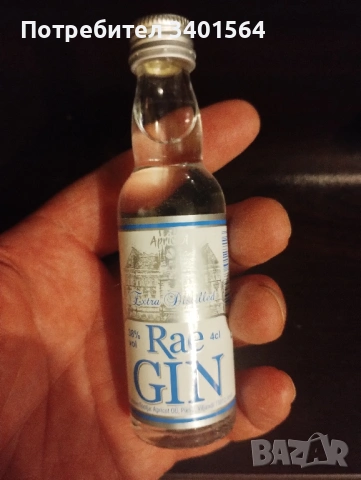 Потребител 3401564
Extra Distilled
38% vol
Rae 4cl
GIN
BAZAR